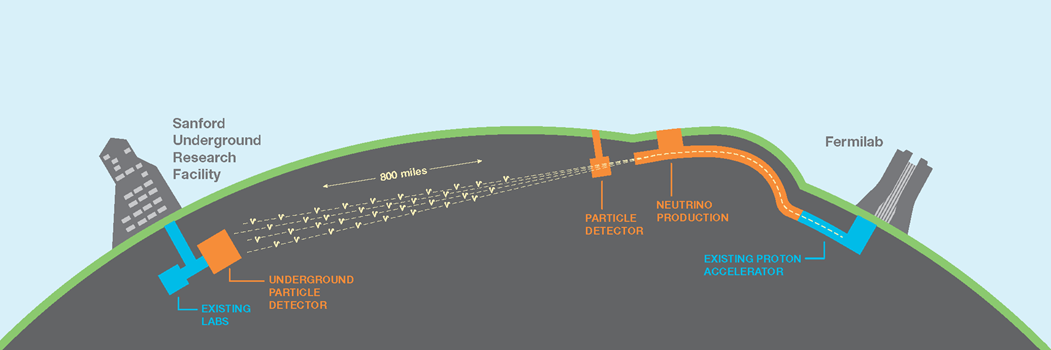 Sanford
Underground
Research
Facility
Fermilab
800 miles
PARTICLE
DETECTOR
NEUTRINO
PRODUCTION
EXISTING PROTON
ACCELERATOR
UNDERGROUND
PARTICLE
DETECTOR
EXISTING
LABS